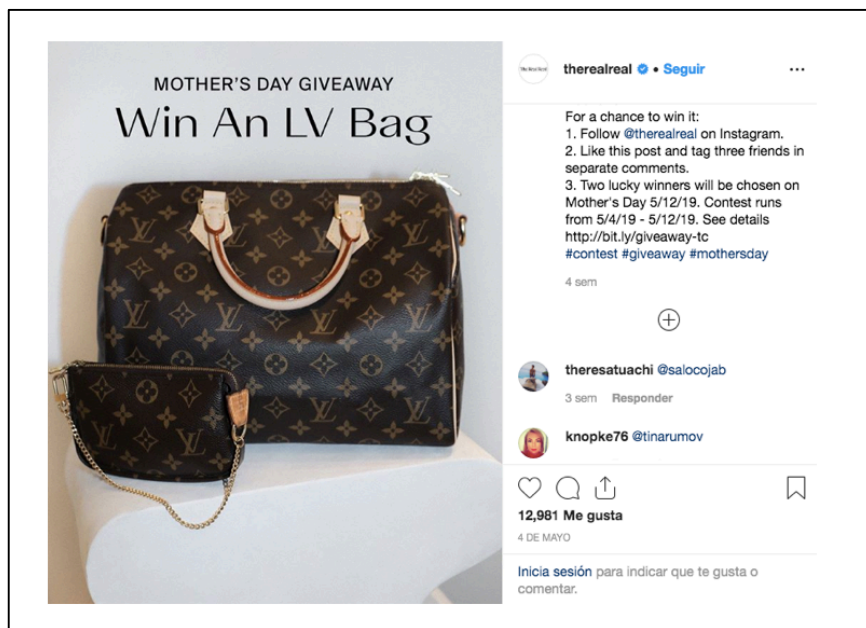 MOTHER'S DAY GIVEAWAY
Win An LV Bag
therealreal • Seguir
For a chance to win it:
1. Follow @therealreal on Instagram.
2. Like this post and tag three friends in
separate comments.
3. Two lucky winners will be chosen on
Mother's Day 5/12/19. Contest runs
from 5/4/19 - 5/12/19. See details
http://bit.ly/giveaway-tc
#contest #giveaway #mothersday
4 sem
theresatuachi @salocojab
3 sem Responder
knopke76 @tinarumov
12,981 Me gusta
4 DE MAYO
Inicia sesión para indicar que te gusta o
comentar.